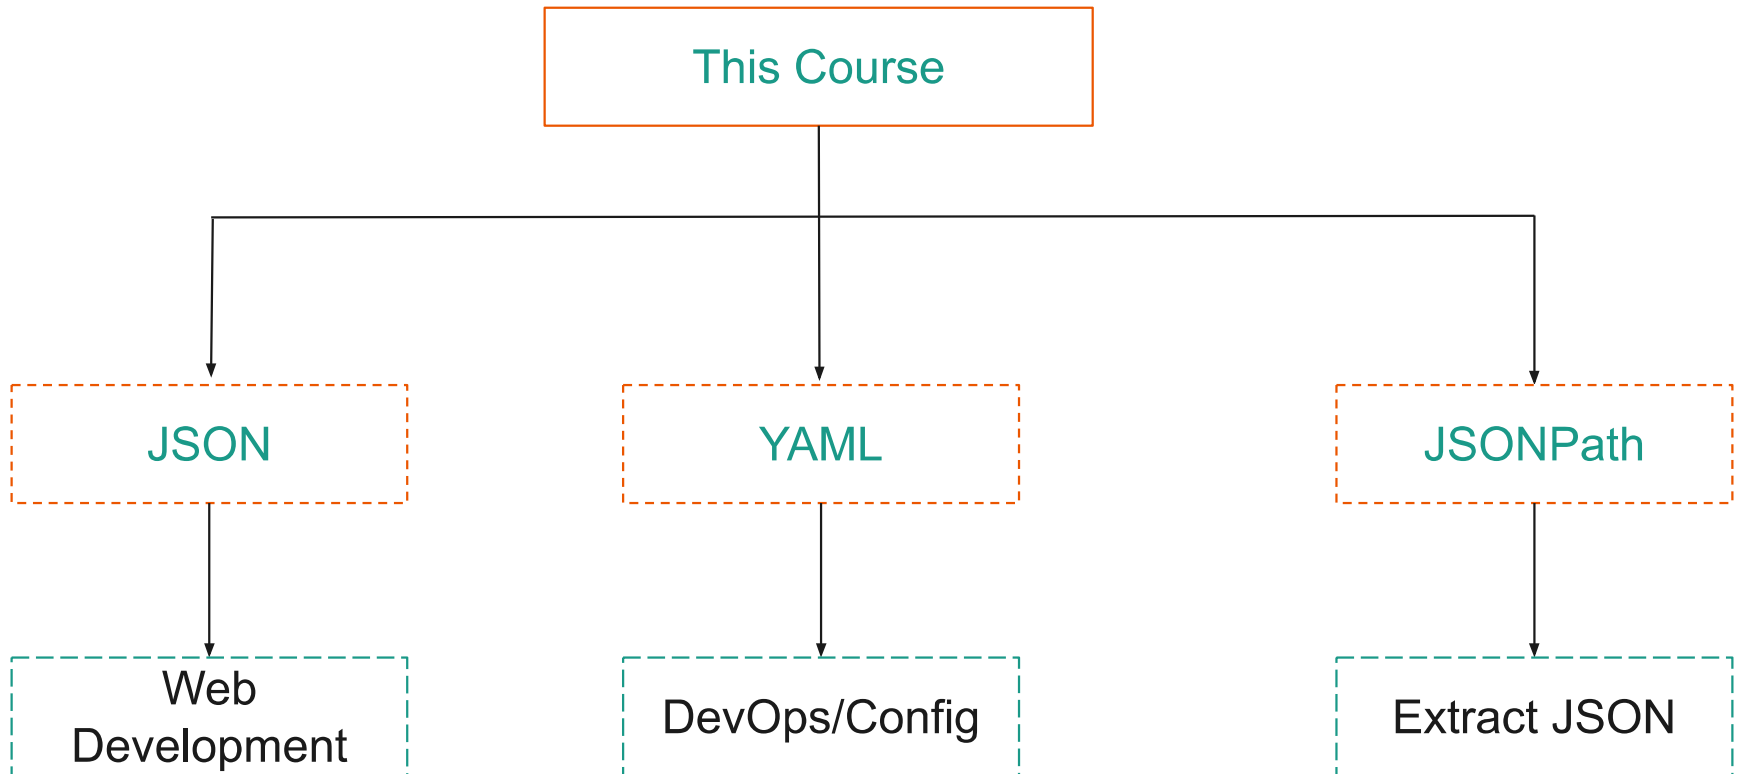 This Course
JSON
YAML
JSONPath
Web
Development
DevOps/Config
Extract JSON